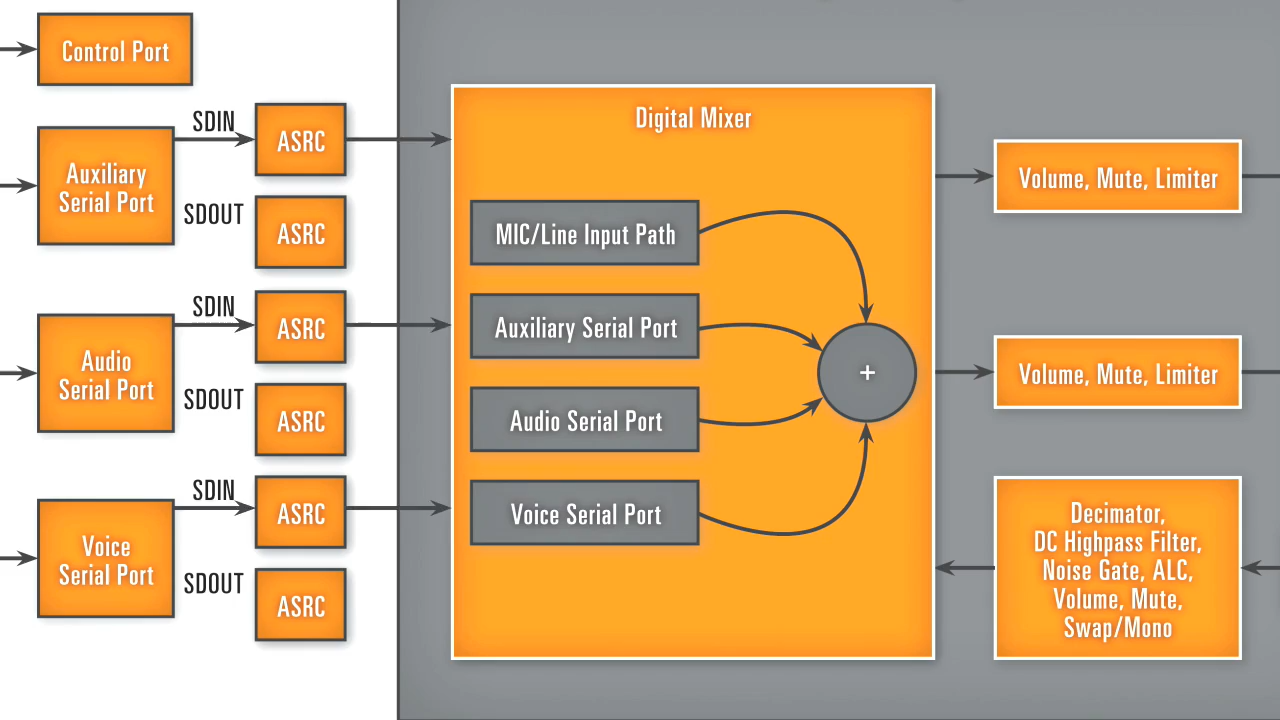 Control Port
SDIN
ASRC
Auxiliary
Serial Port
SDOUT
ASRC
SDIN
ASRC
Audio
Serial Port
SDOUT
ASRC
SDIN
ASRC
Voice
Serial Port
SDOUT
ASRC
Digital Mixer
MIC/Line Input Path
Auxiliary Serial Port
Audio Serial Port
Voice Serial Port
+
Volume, Mute, Limiter
Volume, Mute, Limiter
Decimator,
DC Highpass Filter,
Noise Gate, ALC,
Volume, Mute,
Swap/Mono